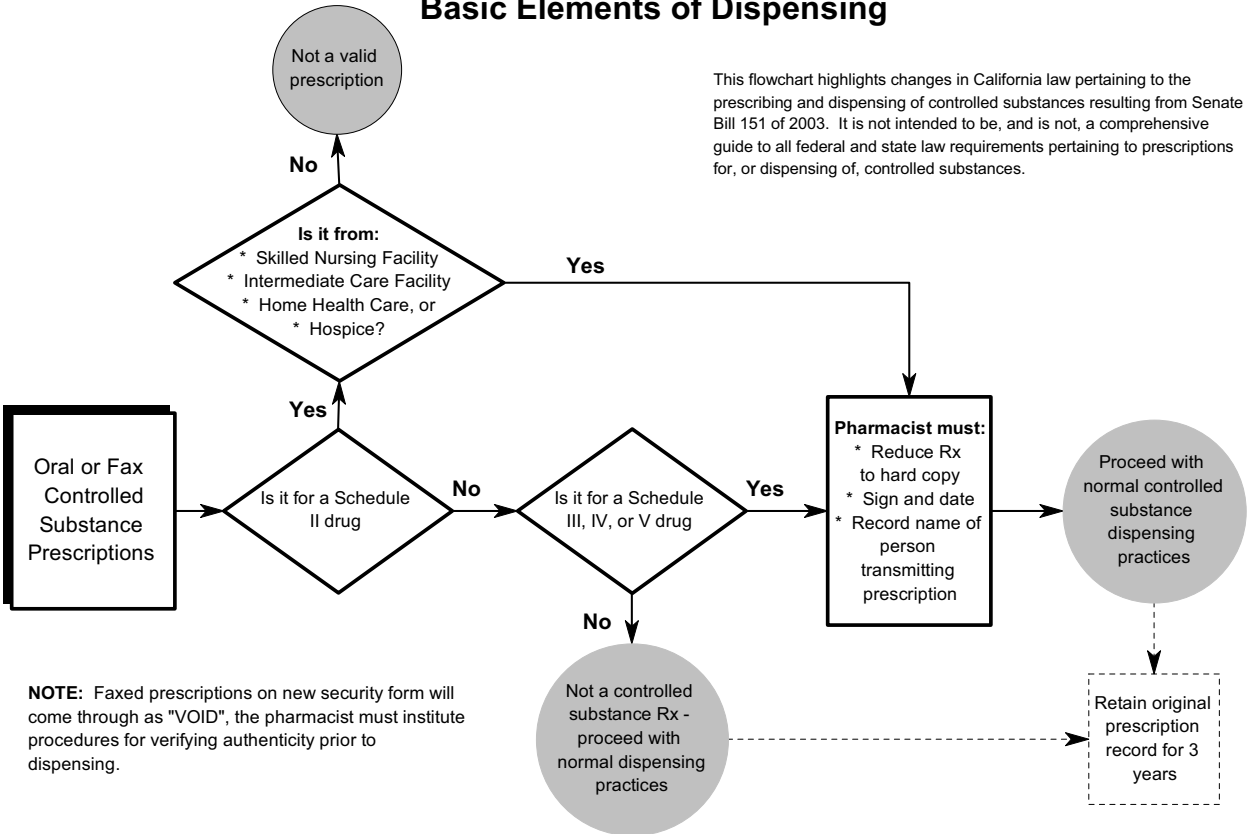 Basic Elements of Dispensing
Not a valid
prescription
This flowchart highlights changes in California law pertaining to the
prescribing and dispensing of controlled substances resulting from Senate
Bill 151 of 2003.  It is not intended to be, and is not, a comprehensive
guide to all federal and state law requirements pertaining to prescriptions
for, or dispensing of, controlled substances.
No
Is it from:
* Skilled Nursing Facility
* Intermediate Care Facility
* Home Health Care, or
* Hospice?
Yes
Yes
Oral or Fax
Controlled
Substance
Prescriptions
Is it for a Schedule
II drug
No
Is it for a Schedule
III, IV, or V drug
Yes
Pharmacist must:
* Reduce Rx
to hard copy
* Sign and date
* Record name of
person
transmitting
prescription
Proceed with
normal controlled
substance
dispensing
practices
No
Not a controlled
substance Rx -
proceed with
normal dispensing
practices
Retain original
prescription
record for 3
years
NOTE:  Faxed prescriptions on new security form will
come through as "VOID", the pharmacist must institute
procedures for verifying authenticity prior to
dispensing.